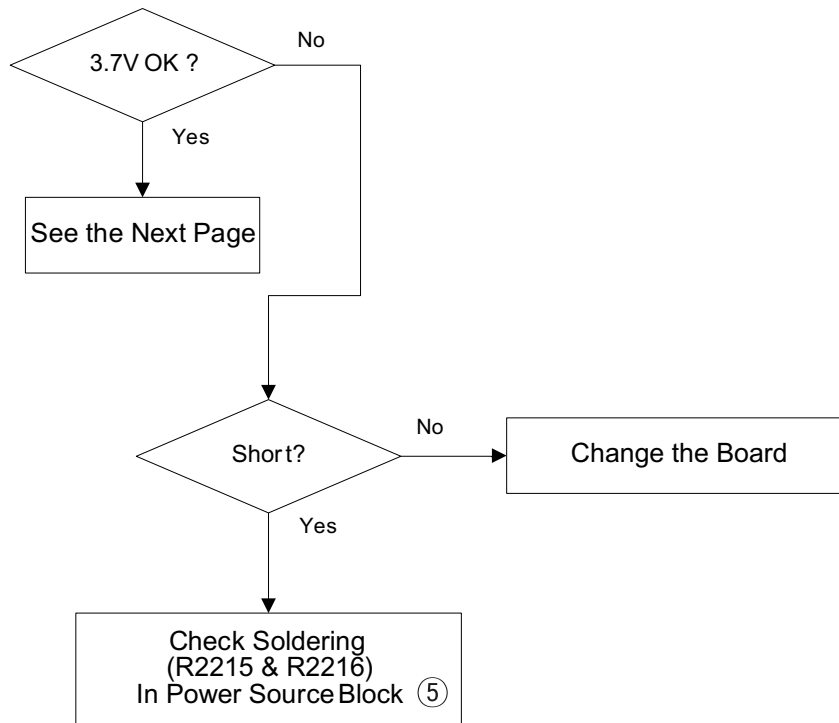 3.7V OK ?
No
Yes
See the Next Page
Short?
No
Change the Board
Yes
Check Soldering
(R2215 & R2216)
In Power Source Block ⑤